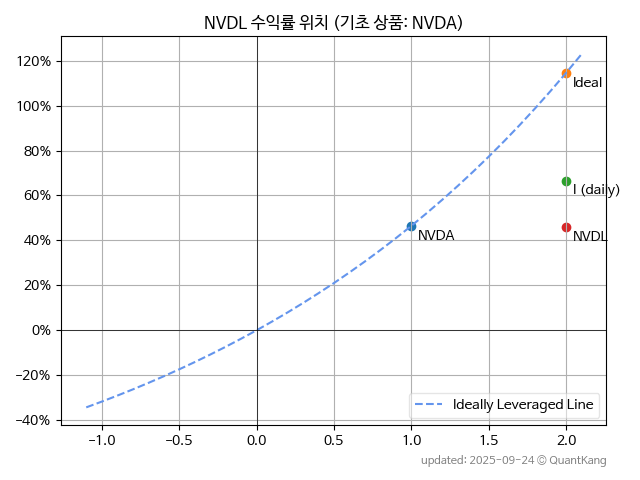 NVDL 수익률 위치 (기초 상품: NVDA)
120%
100%
80%
60%
40%
20%
0%
−20%
−40%
Ideal
I (daily)
NVDL
NVDA
Ideally Leveraged Line
−1.0 −0.5 0.0 0.5 1.0 1.5 2.0
updated: 2025-09-24 © QuantKang